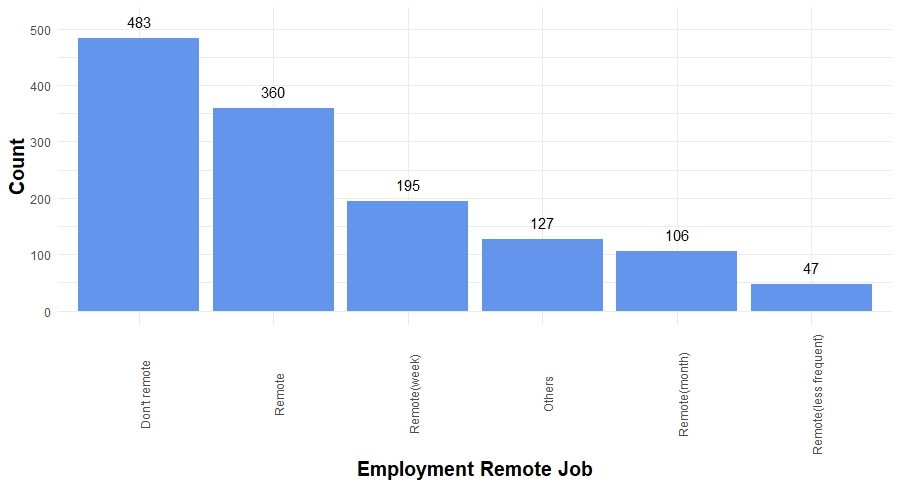 483
500
360
400
300
195
200
127
106
100
47
0
Count
Don't remote
Remote
Remote(week)
Others
Remote(month)
Remote(less frequent)
Employment Remote Job